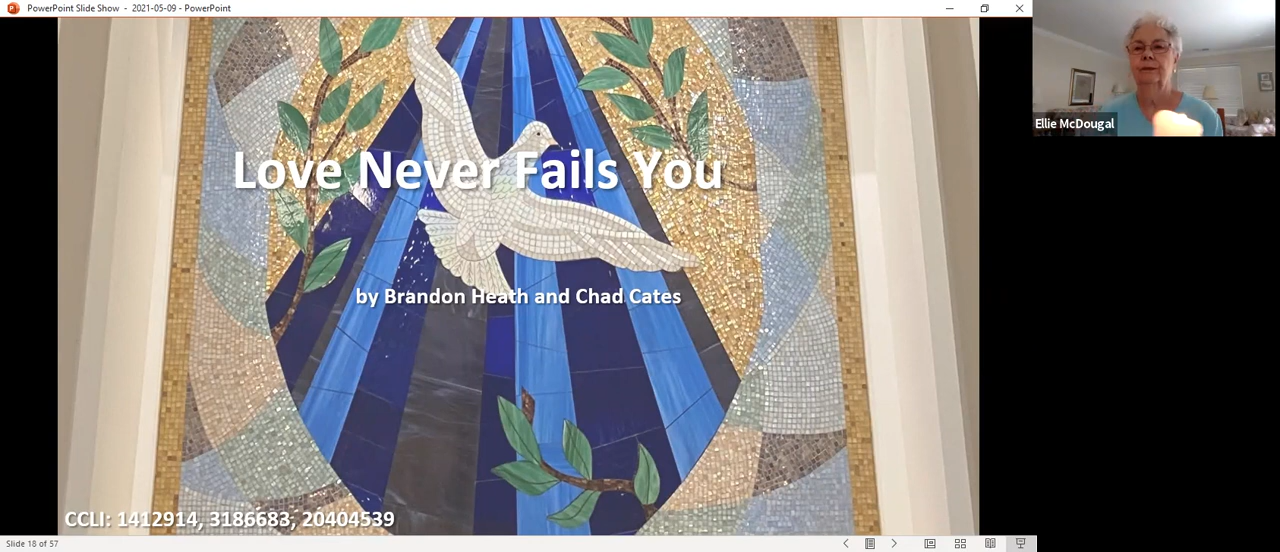 PowerPoint Slide Show - 2021-05-09 - PowerPoint
Ellie McDougal
Love Never Fails You
by Brandon Heath and Chad Cates
CCLI: 1412914, 3186683, 20404539
Slide 18 of 57